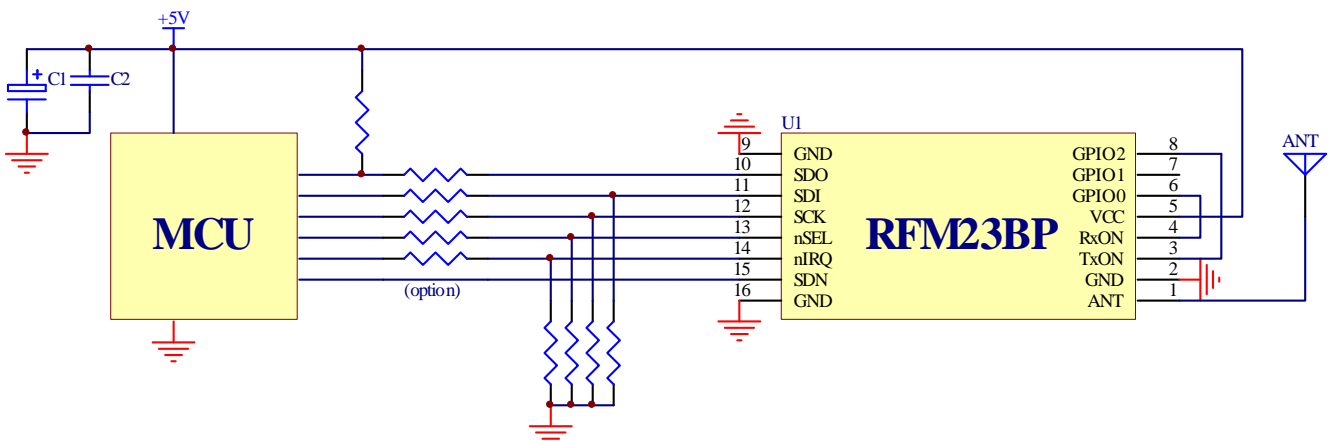 +5V
+
C1
C2
U1
ANT
9 GND
10 SDO
11 SDI
12 SCK
13 nSEL
14 nIRQ
15 SDN
16 GND
MCU
RFM23BP
GPIO2 8
GPIO1 7
GPIO0 6
VCC 5
RxON 4
TxON 3
GND 2
ANT 1
(option)